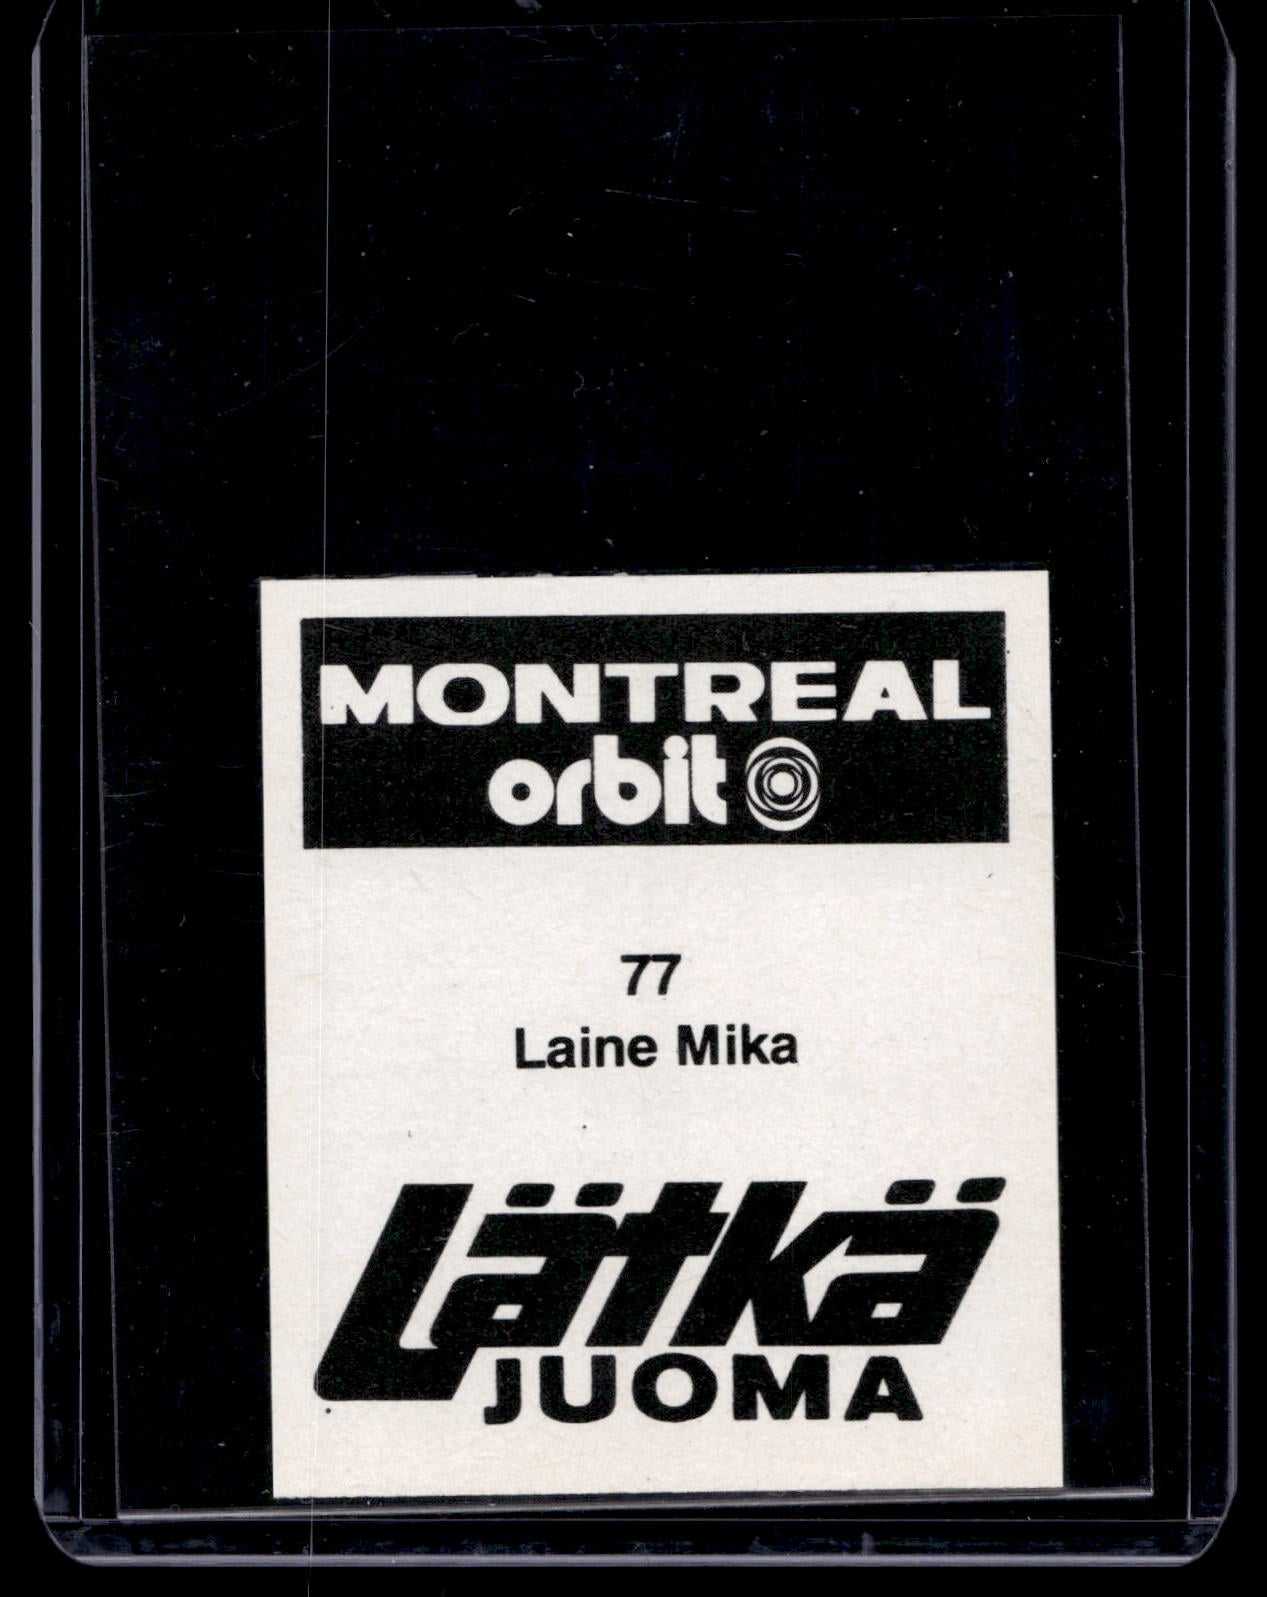 MONTREAL
orbit
77
Laine Mika
Lätkä
JUOMA